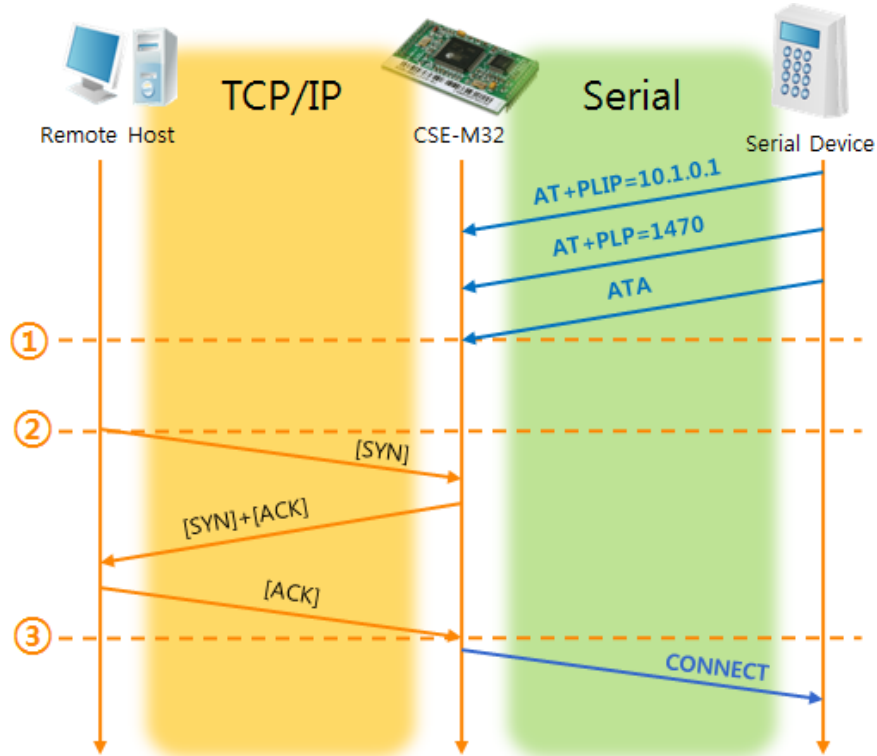 TCP/IP
Serial
Remote Host
CSE-M32
Serial Device
AT+PLIP=10.1.0.1
AT+PLP=1470
ATA
①
②
[SYN]
[SYN]+[ACK]
[ACK]
③
CONNECT